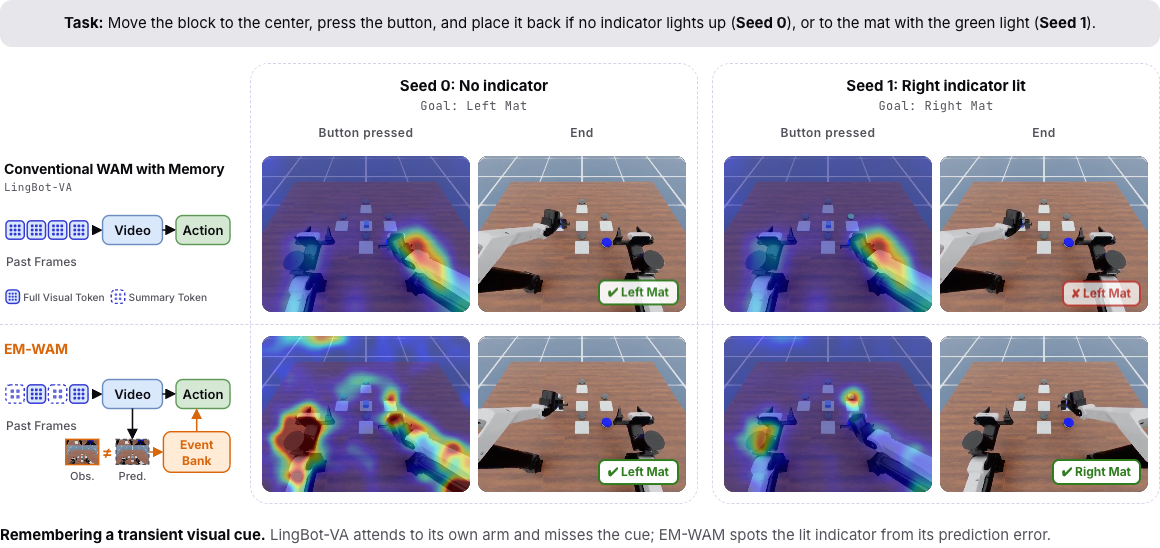 Task: Move the block to the center, press the button, and place it back if no indicator lights up (Seed 0), or to the mat with the green light (Seed 1).
Seed 0: No indicator
Goal: Left Mat
Button pressed
End
Seed 1: Right indicator lit
Goal: Right Mat
Button pressed
End
Conventional WAM with Memory
LingBot-VA
Video
Action
Past Frames
Full Visual Token
Summary Token
✔ Left Mat
✘ Left Mat
EM-WAM
Video
Action
Past Frames
≠
Event
Bank
Obs.
Pred.
✔ Left Mat
✔ Right Mat
Remembering a transient visual cue. LingBot-VA attends to its own arm and misses the cue; EM-WAM spots the lit indicator from its prediction error.